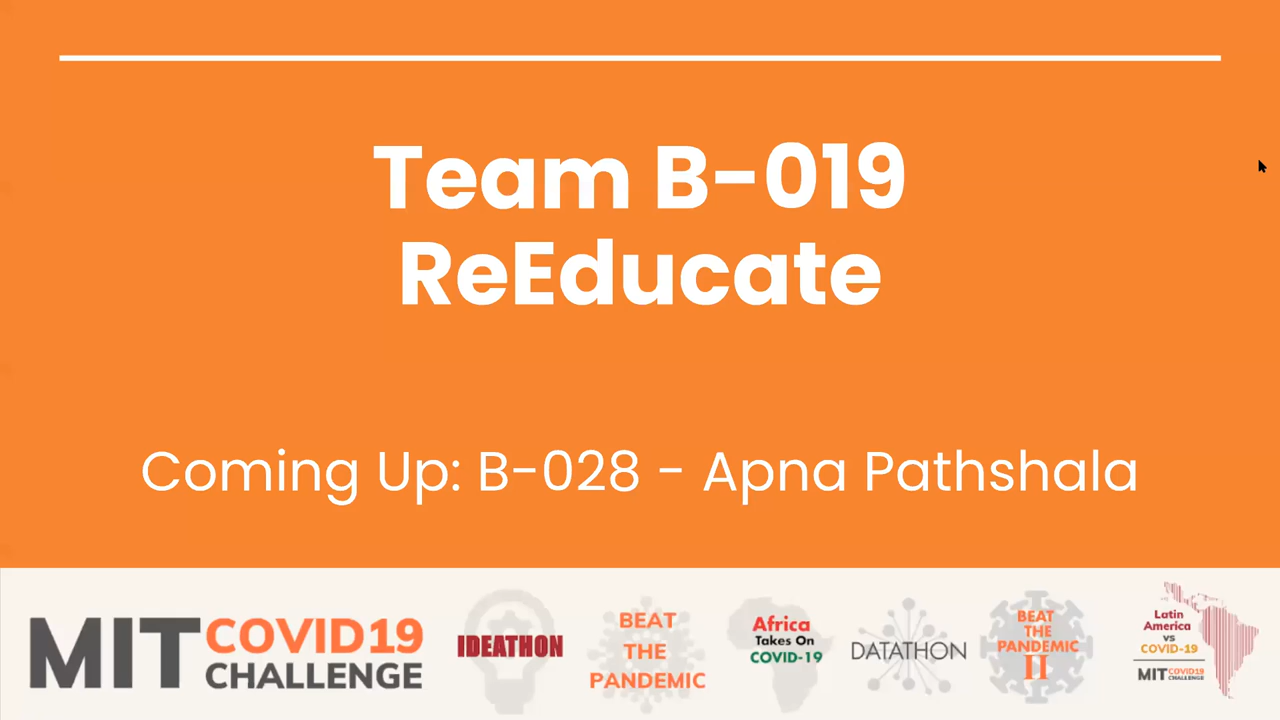 Team B-019
ReEducate
Coming Up: B-028 - Apna Pathshala
MIT COVID19 CHALLENGE
IDEATHON
BEAT
THE
PANDEMIC
Africa
Takes On
COVID-19
DATATHON
BEAT
THE
PANDEMIC
II
Latin
America
vs
COVID-19
MIT COVID19 CHALLENGE